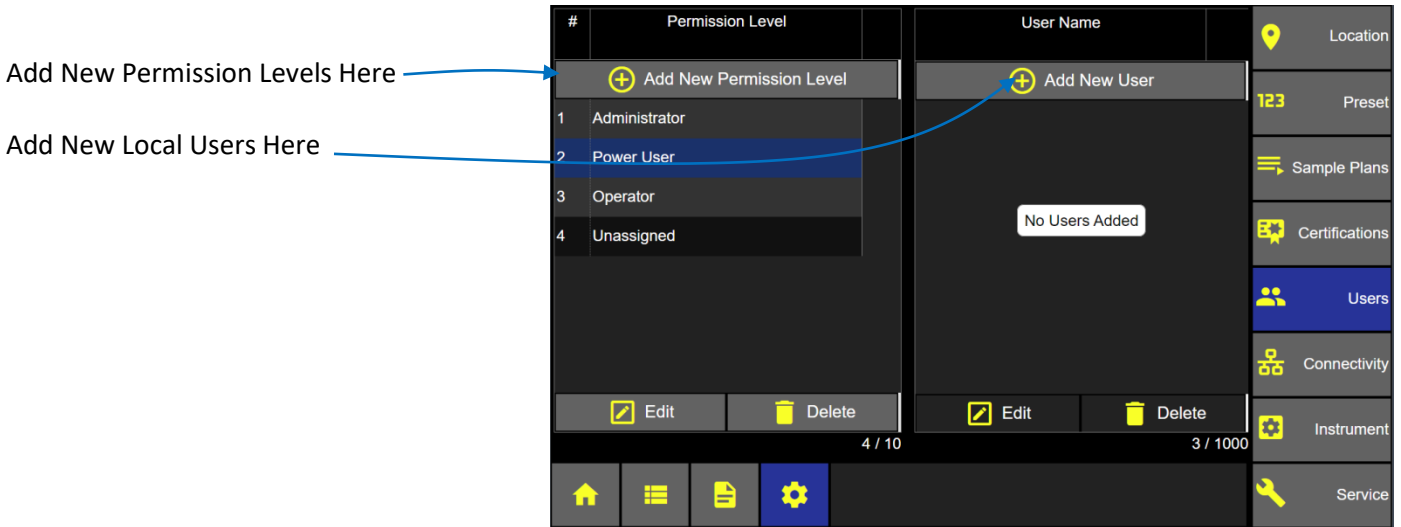 Add New Permission Levels Here
Add New Local Users Here
# Permission Level
Add New Permission Level
1 Administrator
2 Power User
3 Operator
4 Unassigned
Edit Delete
4 / 10
User Name
Add New User
No Users Added
Edit Delete
3 / 1000
Location
123 Preset
Sample Plans
Certifications
Users
Connectivity
Instrument
Service